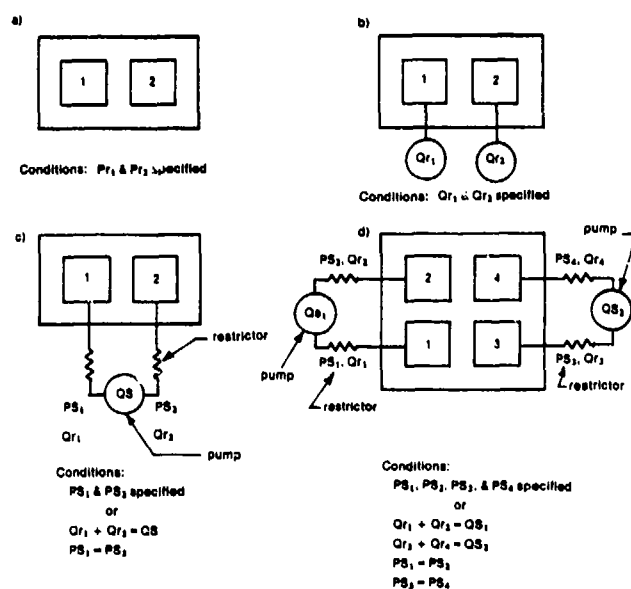 a)
1
2
Conditions: Pr₁ & Pr₂ specified
b)
1
2
Qr₁
Qr₂
Conditions: Qr₁ & Qr₂ specified
c)
1
2
restrictor
PS₁
QS
PS₂
Qr₁
Qr₂
pump
Conditions:
PS₁ & PS₂ specified
or
Qr₁ + Qr₂ = QS
PS₁ = PS₂
d)
pump
PS₂, Qr₂
PS₄, Qr₄
2
4
Qs₁
QS₂
1
3
PS₁, Qr₁
PS₃, Qr₃
pump
restrictor
restrictor
Conditions:
PS₁, PS₂, PS₃, & PS₄ specified
or
Qr₁ + Qr₂ = QS₁
Qr₃ + Qr₄ = QS₂
PS₁ = PS₂
PS₃ = PS₄